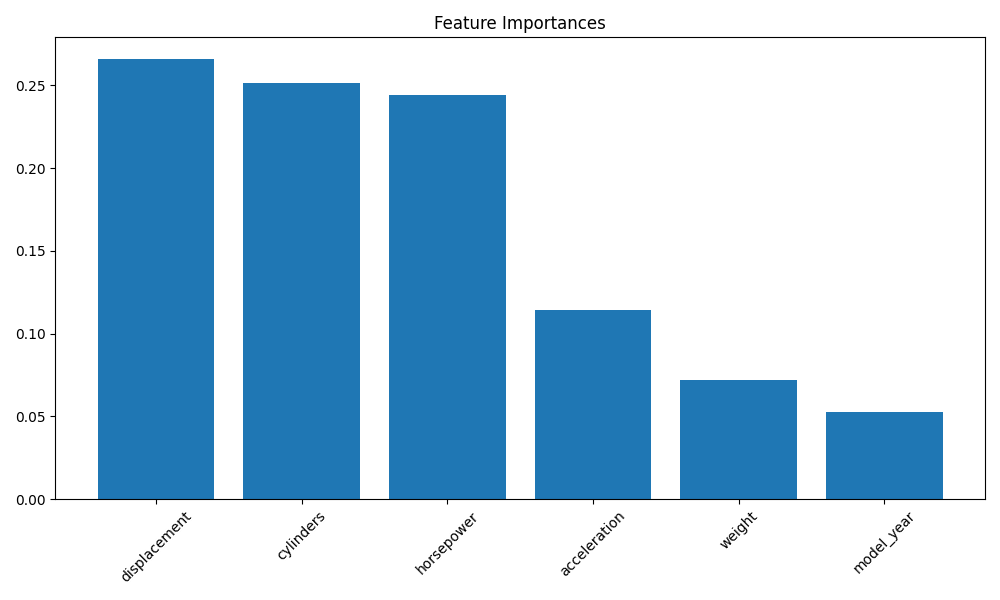 Feature Importances
0.25
0.20
0.15
0.10
0.05
0.00
displacement
cylinders
horsepower
acceleration
weight
model_year